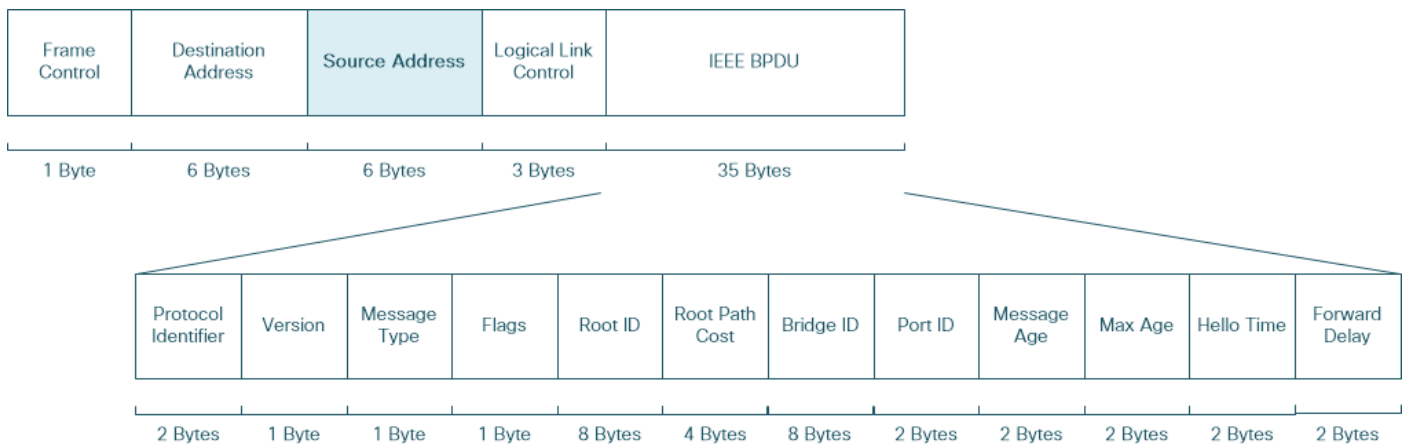 Frame
Control
Destination
Address
Source Address
Logical Link
Control
IEEE BPDU
1 Byte
6 Bytes
6 Bytes
3 Bytes
35 Bytes
Protocol
Identifier
Version
Message
Type
Flags
Root ID
Root Path
Cost
Bridge ID
Port ID
Message
Age
Max Age
Hello Time
Forward
Delay
2 Bytes
1 Byte
1 Byte
1 Byte
8 Bytes
4 Bytes
8 Bytes
2 Bytes
2 Bytes
2 Bytes
2 Bytes
2 Bytes